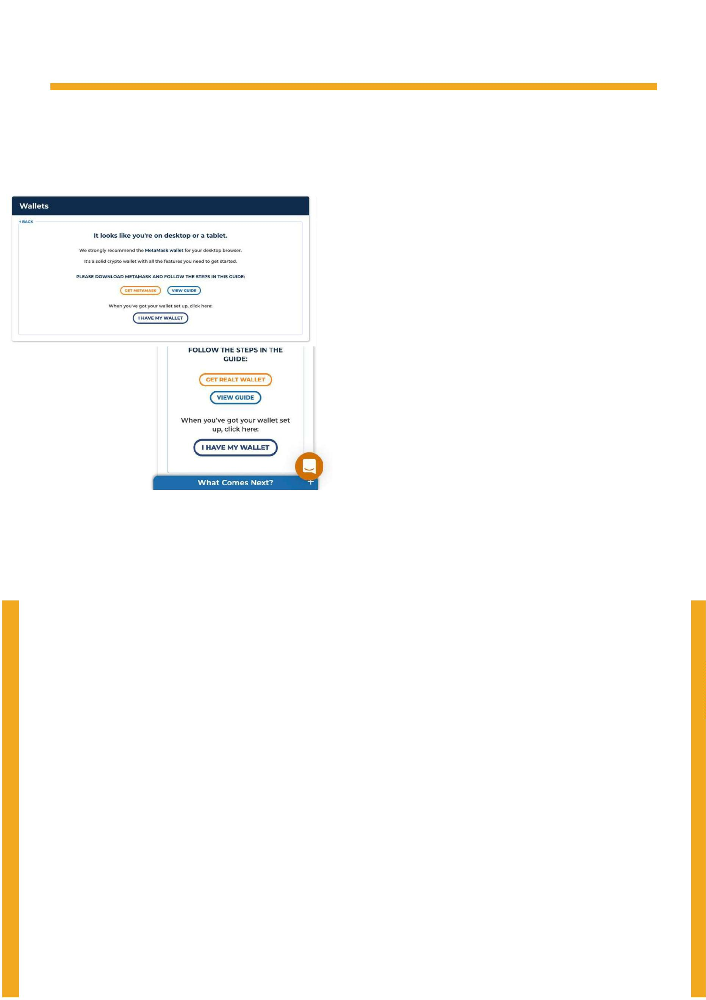 Wallets
BACK
It looks like you're on desktop or a tablet.
We strongly recommend the MetaMask wallet for your desktop browser.
It's a solid crypto wallet with all the features you need to get started.
PLEASE DOWNLOAD METAMASK AND FOLLOW THE STEPS IN THIS GUIDE:
GET METAMASK VIEW GUIDE
When you've got your wallet set up, click here:
I HAVE MY WALLET
FOLLOW THE STEPS IN THE
GUIDE:
GET REALT WALLET
VIEW GUIDE
When you've got your wallet set
up, click here:
I HAVE MY WALLET
What Comes Next? +